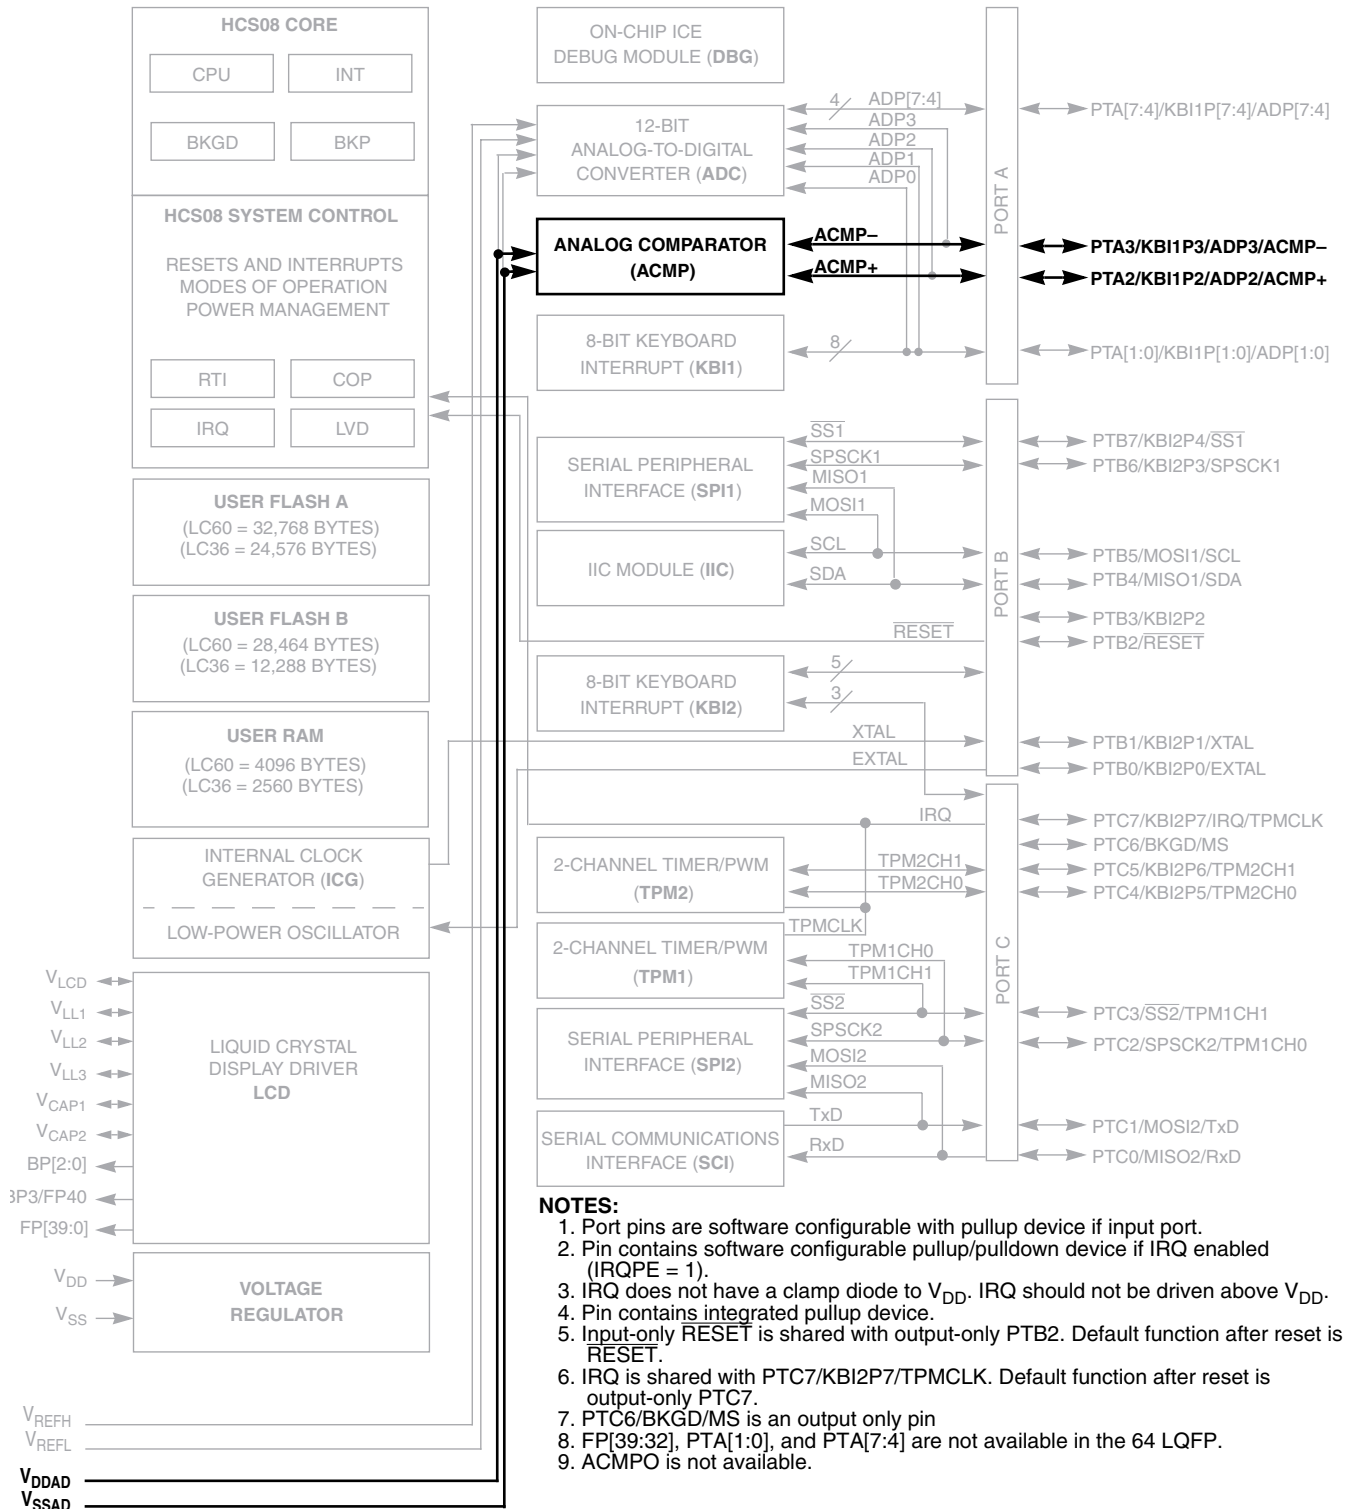 HCS08 CORE
CPU
INT
BKGD
BKP
HCS08 SYSTEM CONTROL
RESETS AND INTERRUPTS
MODES OF OPERATION
POWER MANAGEMENT
RTI
COP
IRQ
LVD
USER FLASH A
(LC60 = 32,768 BYTES)
(LC36 = 24,576 BYTES)
USER FLASH B
(LC60 = 28,464 BYTES)
(LC36 = 12,288 BYTES)
USER RAM
(LC60 = 4096 BYTES)
(LC36 = 2560 BYTES)
INTERNAL CLOCK
GENERATOR (ICG)
LOW-POWER OSCILLATOR
VLCD
VLL1
VLL2
VLL3
VCAP1
VCAP2
BP[2:0]
BP3/FP40
FP[39:0]
LIQUID CRYSTAL
DISPLAY DRIVER
LCD
VDD
VSS
VOLTAGE
REGULATOR
VREFH
VREFL
VDDAD
VSSAD
ON-CHIP ICE
DEBUG MODULE (DBG)
12-BIT
ANALOG-TO-DIGITAL
CONVERTER (ADC)
4
ADP[7:4]
ADP3
ADP2
ADP1
ADP0
ANALOG COMPARATOR
(ACMP)
ACMP–
ACMP+
8-BIT KEYBOARD
INTERRUPT (KBI1)
8
SERIAL PERIPHERAL
INTERFACE (SPI1)
SS1
SPSCK1
MISO1
MOSI1
IIC MODULE (IIC)
SCL
SDA
RESET
8-BIT KEYBOARD
INTERRUPT (KBI2)
5
3
XTAL
EXTAL
IRQ
2-CHANNEL TIMER/PWM
(TPM2)
TPM2CH1
TPM2CH0
TPMCLK
2-CHANNEL TIMER/PWM
(TPM1)
TPM1CH0
TPM1CH1
SERIAL PERIPHERAL
INTERFACE (SPI2)
SS2
SPSCK2
MOSI2
MISO2
SERIAL COMMUNICATIONS
INTERFACE (SCI)
TxD
RxD
PORT A
PTA[7:4]/KBI1P[7:4]/ADP[7:4]
PTA3/KBI1P3/ADP3/ACMP–
PTA2/KBI1P2/ADP2/ACMP+
PTA[1:0]/KBI1P[1:0]/ADP[1:0]
PORT B
PTB7/KBI2P4/SS1
PTB6/KBI2P3/SPSCK1
PTB5/MOSI1/SCL
PTB4/MISO1/SDA
PTB3/KBI2P2
PTB2/RESET
PTB1/KBI2P1/XTAL
PTB0/KBI2P0/EXTAL
PORT C
PTC7/KBI2P7/IRQ/TPMCLK
PTC6/BKGD/MS
PTC5/KBI2P6/TPM2CH1
PTC4/KBI2P5/TPM2CH0
PTC3/SS2/TPM1CH1
PTC2/SPSCK2/TPM1CH0
PTC1/MOSI2/TxD
PTC0/MISO2/RxD
NOTES:
1. Port pins are software configurable with pullup device if input port.
2. Pin contains software configurable pullup/pulldown device if IRQ enabled
(IRQPE = 1).
3. IRQ does not have a clamp diode to VDD. IRQ should not be driven above VDD.
4. Pin contains integrated pullup device.
5. Input-only RESET is shared with output-only PTB2. Default function after reset is
RESET.
6. IRQ is shared with PTC7/KBI2P7/TPMCLK. Default function after reset is
output-only PTC7.
7. PTC6/BKGD/MS is an output only pin
8. FP[39:32], PTA[1:0], and PTA[7:4] are not available in the 64 LQFP.
9. ACMPO is not available.